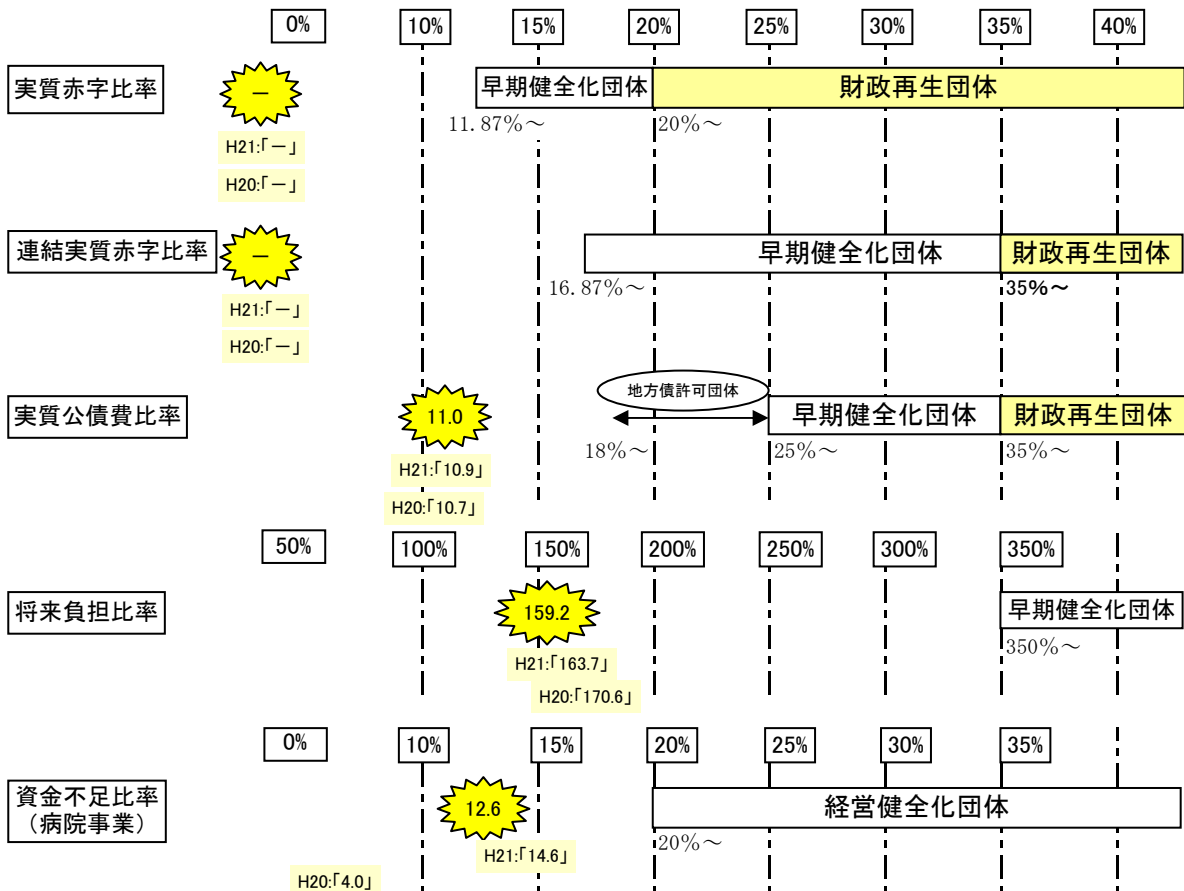 0% 10% 15% 20% 25% 30% 35% 40%
実質赤字比率
－
早期健全化団体
財政再生団体
11.87%～
20%～
H21:「－」
H20:「－」
連結実質赤字比率
－
早期健全化団体
財政再生団体
16.87%～
35%～
H21:「－」
H20:「－」
地方債許可団体
実質公債費比率
11.0
早期健全化団体
財政再生団体
18%～
25%～
35%～
H21:「10.9」
H20:「10.7」
50% 100% 150% 200% 250% 300% 350%
将来負担比率
159.2
早期健全化団体
350%～
H21:「163.7」
H20:「170.6」
0% 10% 15% 20% 25% 30% 35%
資金不足比率
（病院事業）
12.6
経営健全化団体
20%～
H21:「14.6」
H20:「4.0」